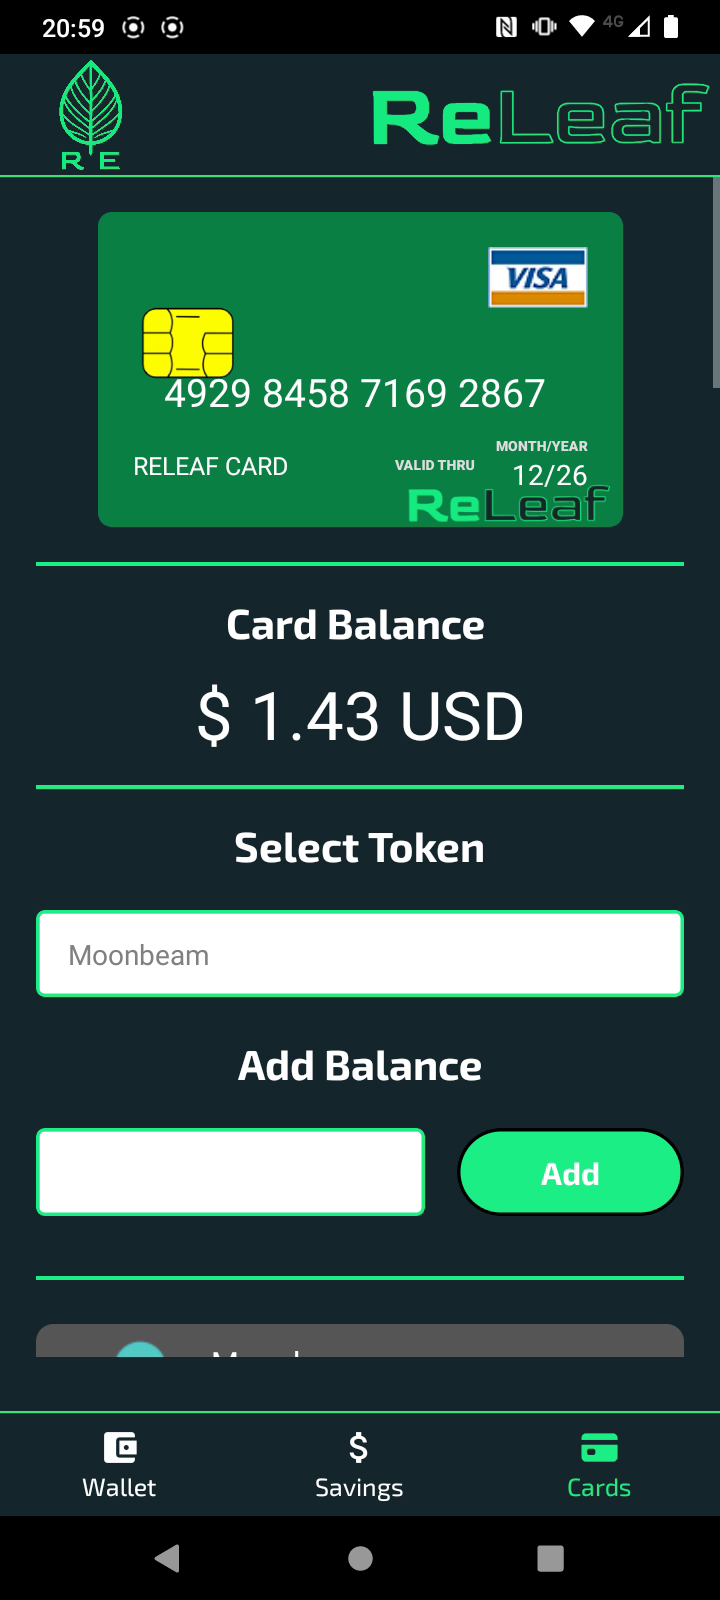 20:59
4G
R E
ReLeaf
VISA
4929 8458 7169 2867
MONTH/YEAR
RELEAF CARD
VALID THRU
12/26
ReLeaf
Card Balance
$ 1.43 USD
Select Token
Moonbeam
Add Balance
Add
Wallet
Savings
Cards